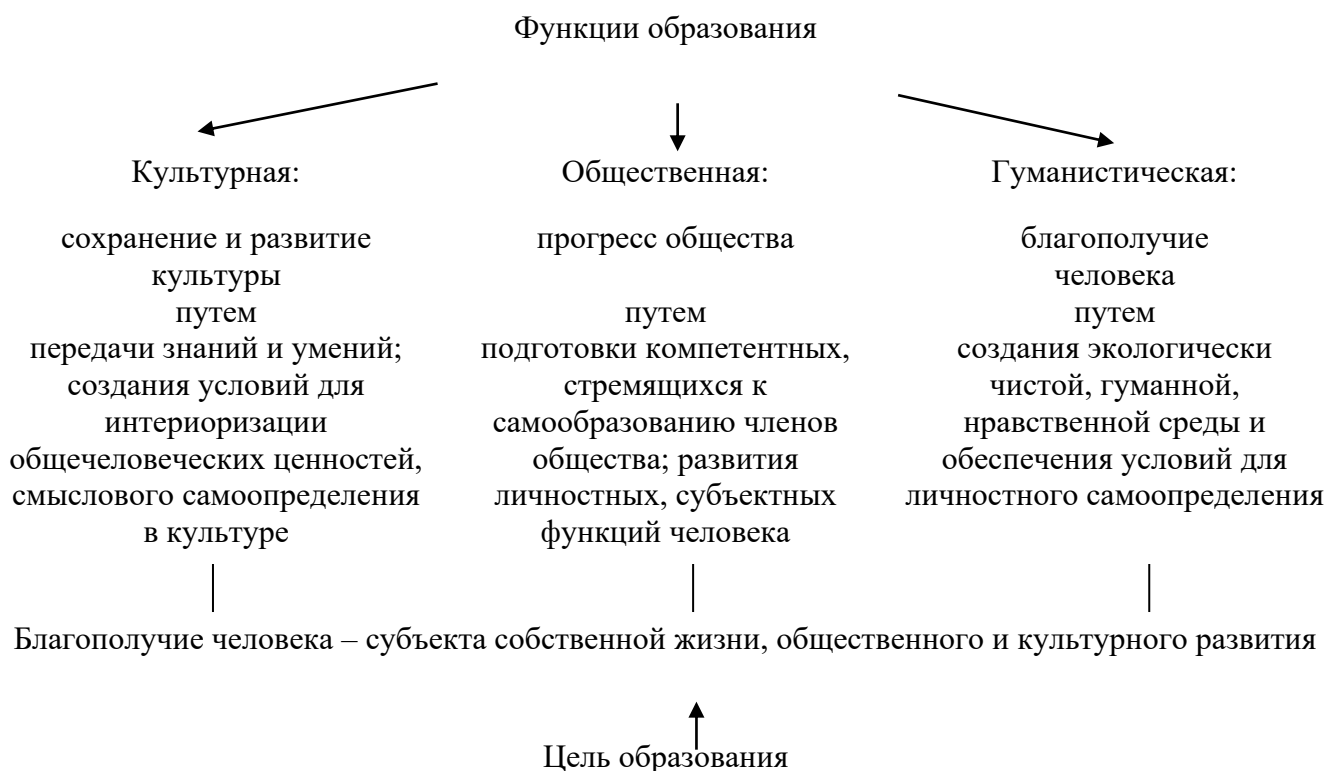 Функции образования
Культурная:
сохранение и развитие
культуры
путем
передачи знаний и умений;
создания условий для
интериоризации
общечеловеческих ценностей,
смыслового самоопределения
в культуре
Общественная:
прогресс общества
путем
подготовки компетентных,
стремящихся к
самообразованию членов
общества; развития
личностных, субъектных
функций человека
Гуманистическая:
благополучие
человека
путем
создания экологически
чистой, гуманной,
нравственной среды и
обеспечения условий для
личностного самоопределения
Благополучие человека – субъекта собственной жизни, общественного и культурного развития
Цель образования